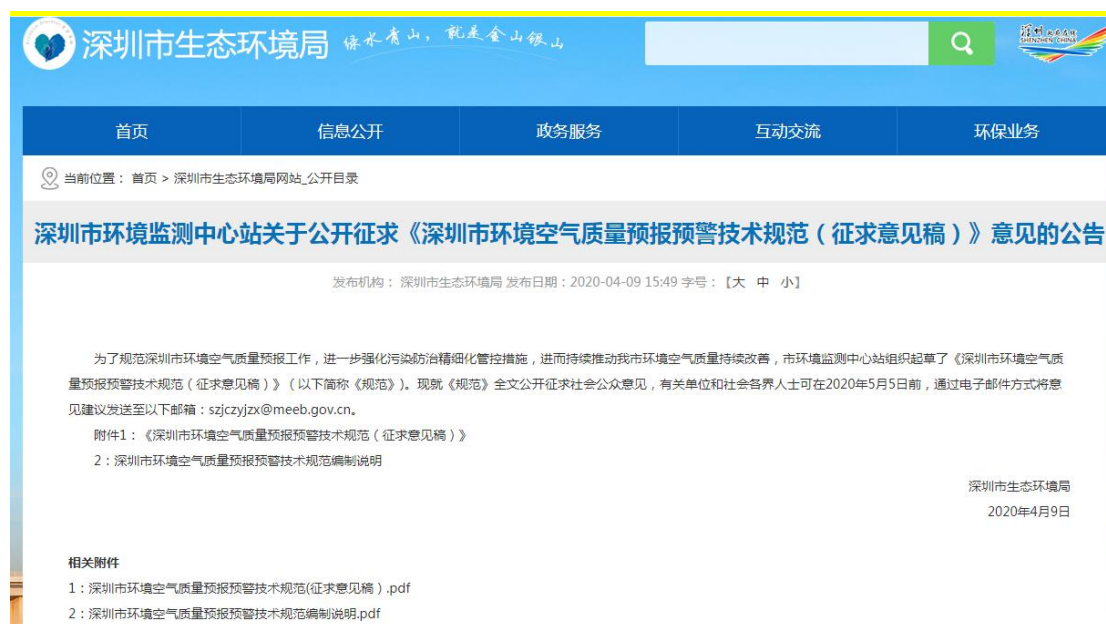 深圳市生态环境局 绿水青山，就是金山银山
SHENZHEN CHINA
首页 信息公开 政务服务 互动交流 环保业务
当前位置： 首页 > 深圳市生态环境局网站_公开目录
深圳市环境监测中心站关于公开征求《深圳市环境空气质量预报预警技术规范（征求意见稿）》意见的公告
发布机构： 深圳市生态环境局 发布日期：2020-04-09 15:49 字号：【大 中 小】
为了规范深圳市环境空气质量预报工作，进一步强化污染防治精细化管控措施，进而持续推动我市环境空气质量持续改善，市环境监测中心站组织起草了《深圳市环境空气质
量预报预警技术规范（征求意见稿）》（以下简称《规范》)。现就《规范》全文公开征求社会公众意见，有关单位和社会各界人士可在2020年5月5日前，通过电子邮件方式将意
见建议发送至以下邮箱：szjczyjzx@meeb.gov.cn。
附件1：《深圳市环境空气质量预报预警技术规范（征求意见稿）》
2：深圳市环境空气质量预报预警技术规范编制说明
深圳市生态环境局
2020年4月9日
相关附件
1：深圳市环境空气质量预报预警技术规范(征求意见稿）.pdf
2：深圳市环境空气质量预报预警技术规范编制说明.pdf